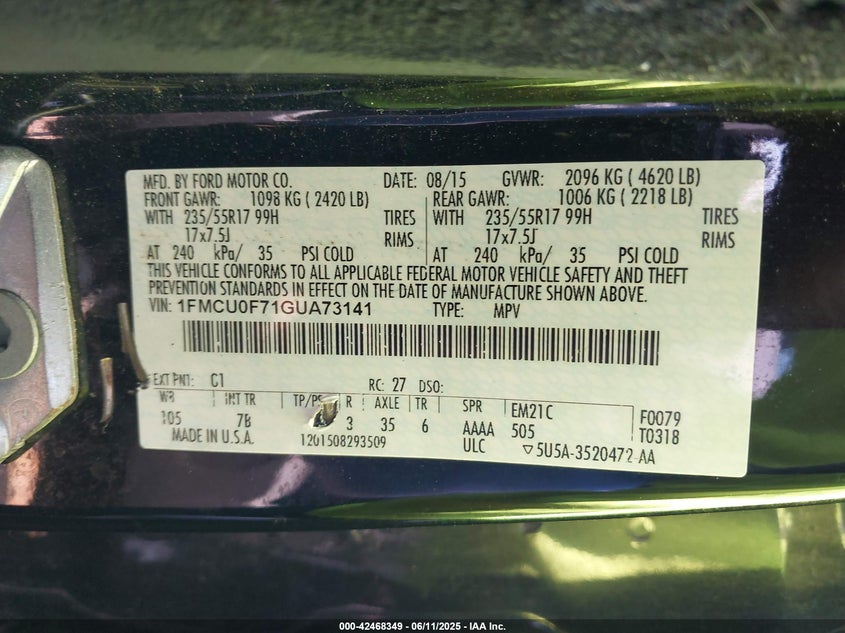 MFD. BY FORD MOTOR CO. DATE: 08/15 GVWR: 2096 KG ( 4620 LB)
FRONT GAWR: 1098 KG ( 2420 LB) REAR GAWR: 1006 KG ( 2218 LB)
WITH 235/55R17 99H TIRES WITH 235/55R17 99H TIRES
17x7.5J RIMS 17x7.5J RIMS
AT 240 kPa/ 35 PSI COLD AT 240 kPa/ 35 PSI COLD
THIS VEHICLE CONFORMS TO ALL APPLICABLE FEDERAL MOTOR VEHICLE SAFETY AND THEFT
PREVENTION STANDARDS IN EFFECT ON THE DATE OF MANUFACTURE SHOWN ABOVE.
VIN: 1FMCU0F71GUA73141 TYPE: MPV
EXT PNT: G1 RC: 27 DSO:
WB INT TR TP/PS R AXLE TR SPR EM21C F0079
105 7B 3 35 6 AAAA 505 T0318
MADE IN U.S.A. 1201508293509 ULC ▽5U5A-3520472-AA
000-42468349 - 06/11/2025 - IAA Inc.